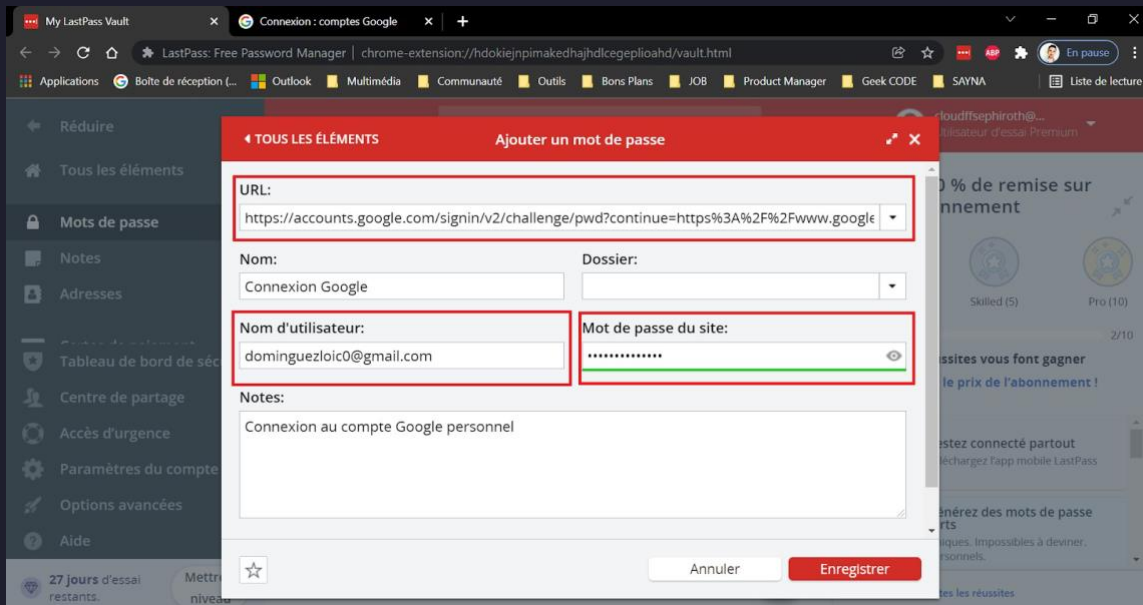 My LastPass Vault
Connexion : comptes Google
LastPass: Free Password Manager | chrome-extension://hdokiejnpimakedhajhdlcegeplioahd/vault.html
ABP
En pause
Applications
Boîte de réception (...
Outlook
Multimédia
Communauté
Outils
Bons Plans
JOB
Product Manager
Geek CODE
SAYNA
Liste de lecture
Réduire
Tous les éléments
Mots de passe
Notes
Adresses
Tableau de bord de séc
Centre de partage
Accès d'urgence
Paramètres du compte
Options avancées
Aide
27 jours d'essai
restants.
Mettre
niveau
TOUS LES ÉLÉMENTS
Ajouter un mot de passe
URL:
https://accounts.google.com/signin/v2/challenge/pwd?continue=https%3A%2F%2Fwww.google
Nom:
Dossier:
Connexion Google
Nom d'utilisateur:
Mot de passe du site:
dominguezloic0@gmail.com
••••••••••••••
Notes:
Connexion au compte Google personnel
Annuler
Enregistrer
cloudffsephiroth@...
Utilisateur d'essai Premium
0 % de remise sur
nnement
Skilled (5)
Pro (10)
2/10
ssites vous font gagner
le prix de l'abonnement !
estez connecté partout
léchargez l'app mobile LastPass
énérez des mots de passe
rts
iques. Impossibles à deviner.
rsonnels.
tes les réussites